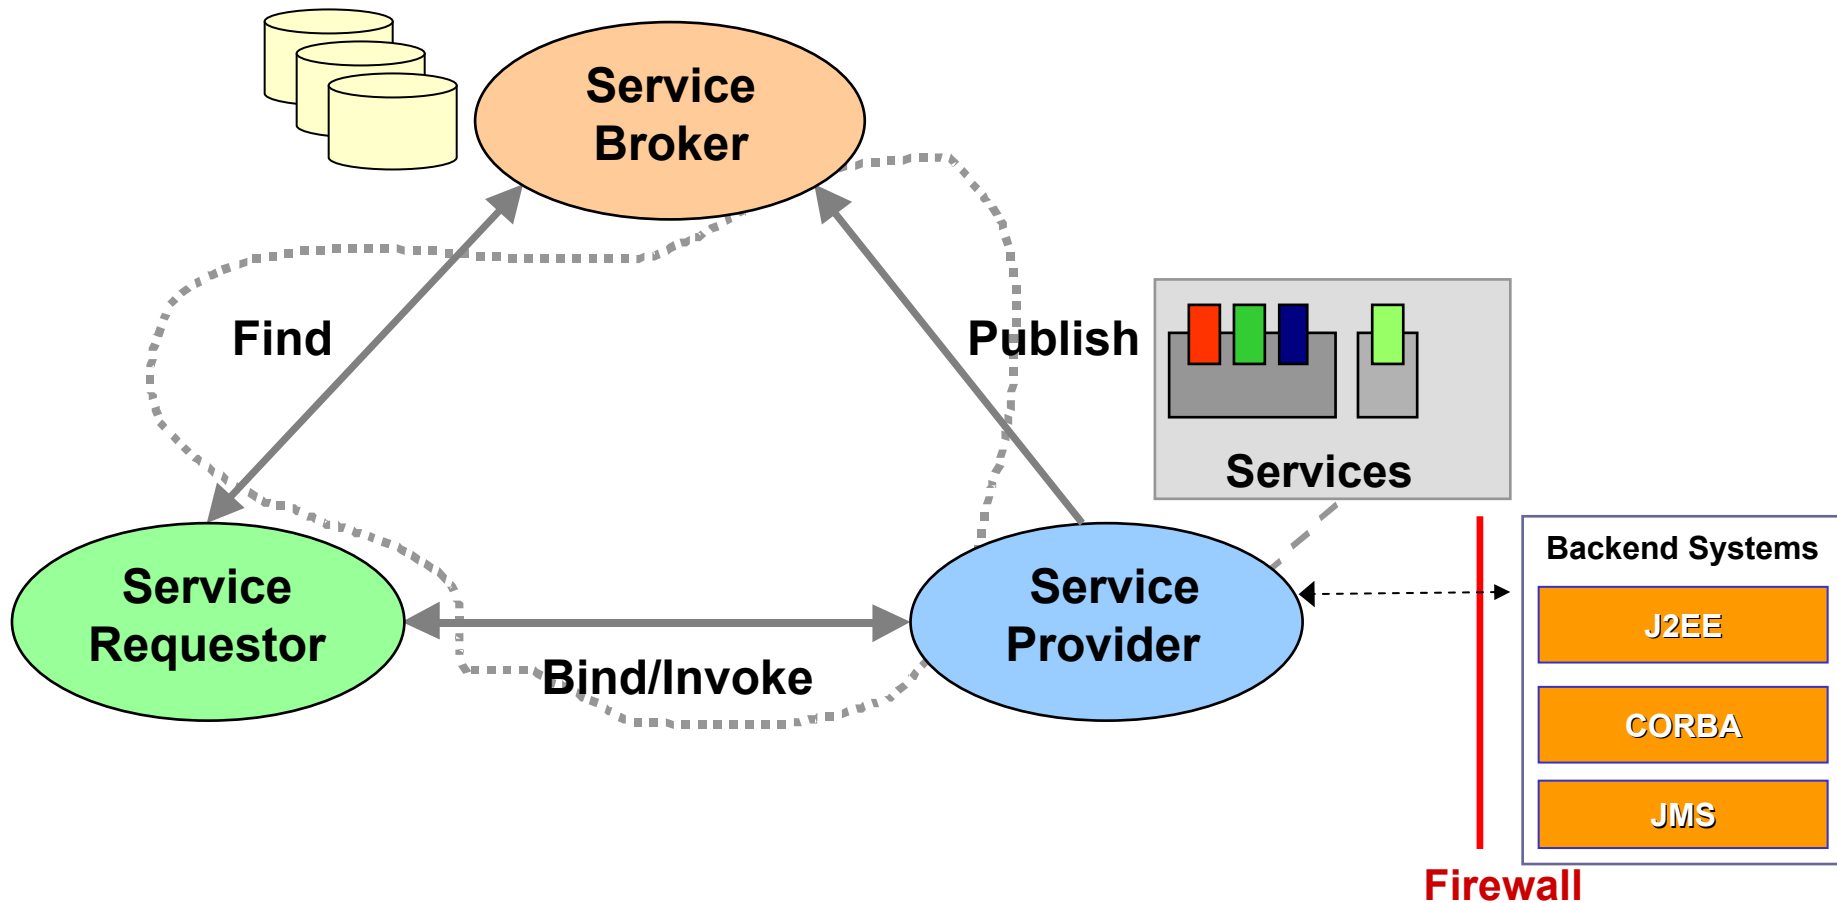 Service
Broker
Find
Publish
Services
Service
Requestor
Bind/Invoke
Service
Provider
Backend Systems
J2EE
CORBA
JMS
Firewall